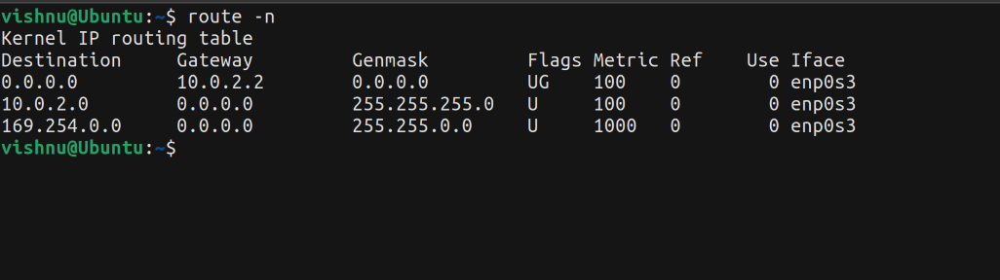 vishnu@Ubuntu:~$ route -n
Kernel IP routing table
Destination     Gateway         Genmask         Flags Metric Ref    Use Iface
0.0.0.0         10.0.2.2        0.0.0.0         UG    100    0        0 enp0s3
10.0.2.0        0.0.0.0         255.255.255.0   U     100    0        0 enp0s3
169.254.0.0     0.0.0.0         255.255.0.0     U     1000   0        0 enp0s3
vishnu@Ubuntu:~$